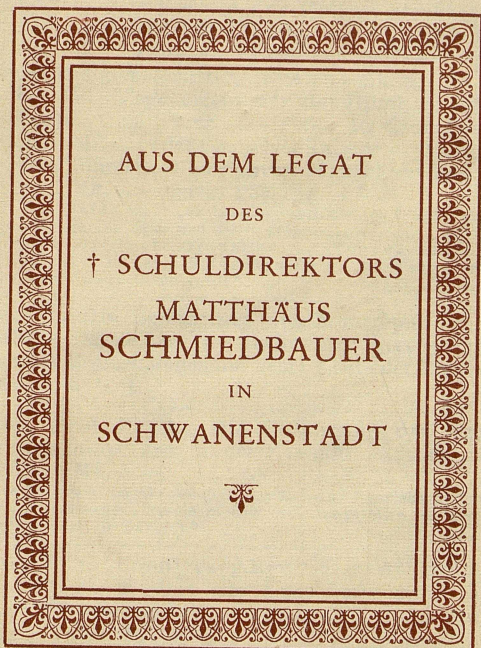 AUS DEM LEGAT
DES
† SCHULDIREKTORS
MATTHÄUS
SCHMIEDBAUER
IN
SCHWANENSTADT